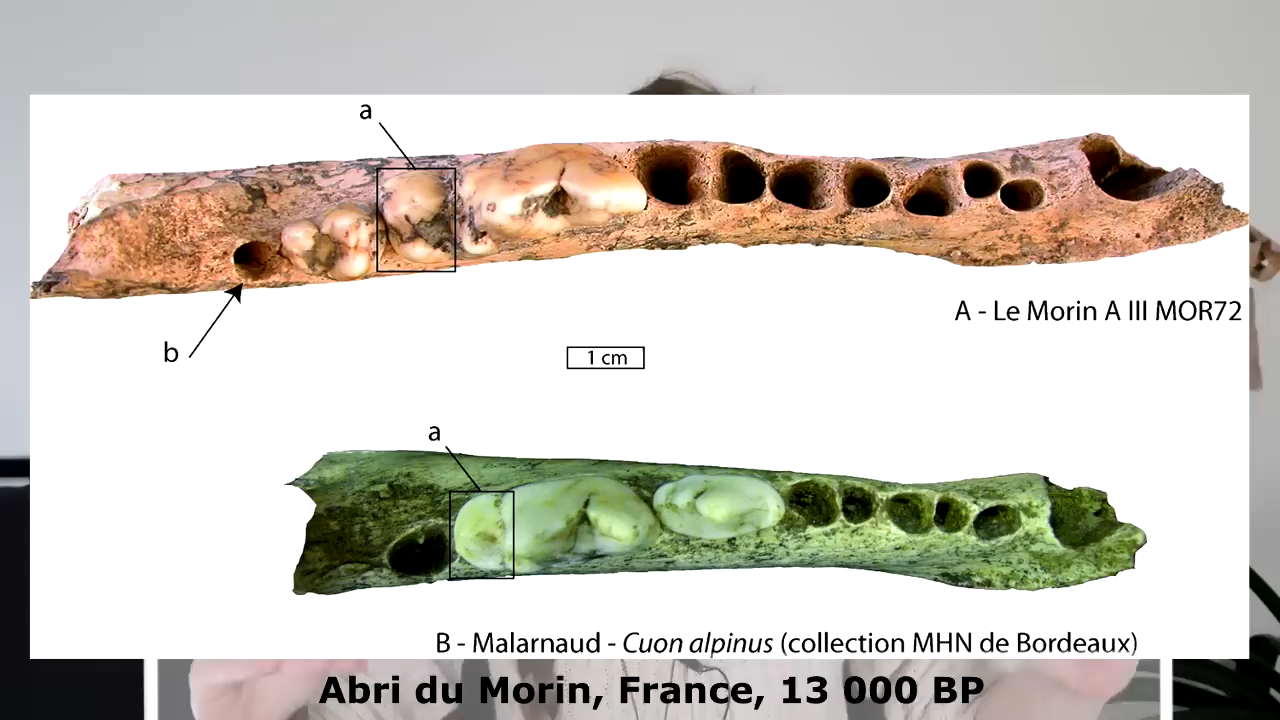 a
b
A - Le Morin A III MOR72
1 cm
a
B - Malarnaud - Cuon alpinus (collection MHN de Bordeaux)
Abri du Morin, France, 13 000 BP